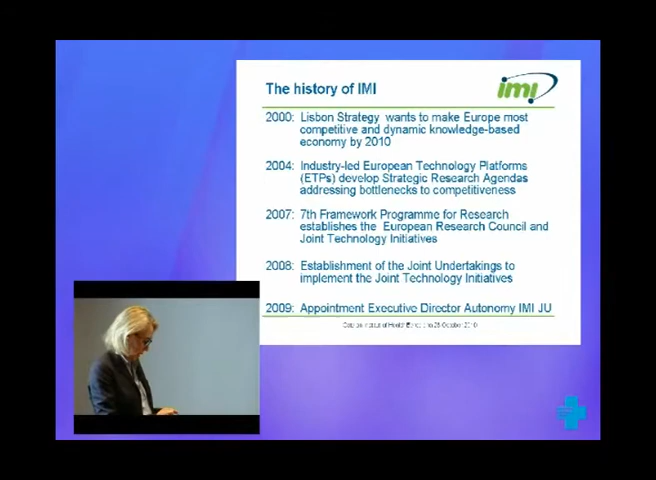 The history of IMI
imi
2000: Lisbon Strategy wants to make Europe most
competitive and dynamic knowledge-based
economy by 2010
2004: Industry-led European Technology Platforms
(ETPs) develop Strategic Research Agendas
addressing bottlenecks to competitiveness
2007: 7th Framework Programme for Research
establishes the European Research Council and
Joint Technology Initiatives
2008: Establishment of the Joint Undertakings to
implement the Joint Technology Initiatives
2009: Appointment Executive Director Autonomy IMI JU
October 2010